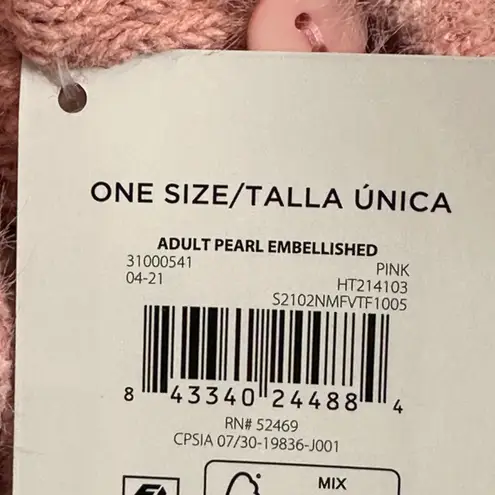 ONE SIZE/TALLA ÚNICA
ADULT PEARL EMBELLISHED
31000541 PINK
04-21 HT214103
S2102NMFVTF1005
8 43340 24488 4
RN# 52469
CPSIA 07/30-19836-J001
MIX